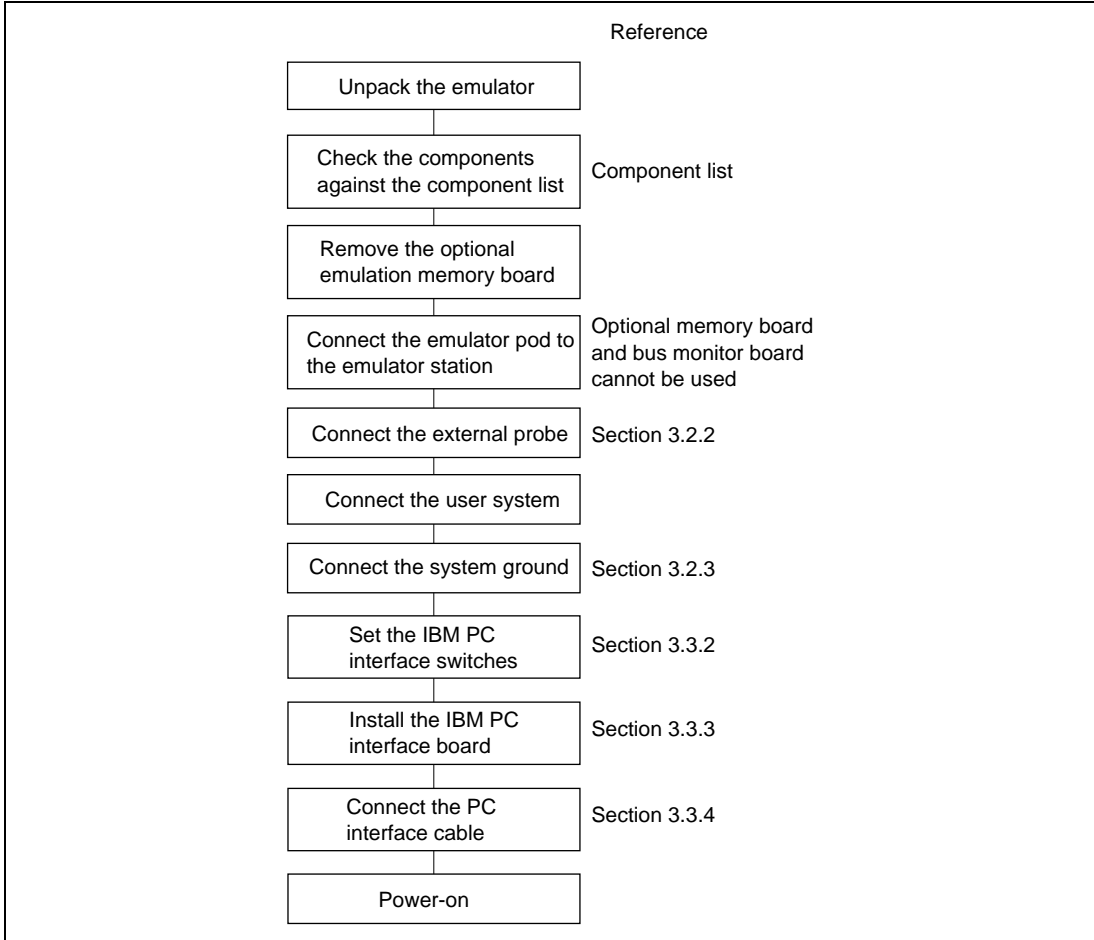 Reference
Unpack the emulator
Check the components
against the component list
Component list
Remove the optional
emulation memory board
Connect the emulator pod to
the emulator station
Optional memory board
and bus monitor board
cannot be used
Connect the external probe
Section 3.2.2
Connect the user system
Connect the system ground
Section 3.2.3
Set the IBM PC
interface switches
Section 3.3.2
Install the IBM PC
interface board
Section 3.3.3
Connect the PC
interface cable
Section 3.3.4
Power-on